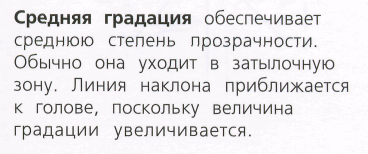 Средняя градация обеспечивает
среднюю степень прозрачности.
Обычно она уходит в затылочную
зону. Линия наклона приближается
к голове, поскольку величина
градации увеличивается.